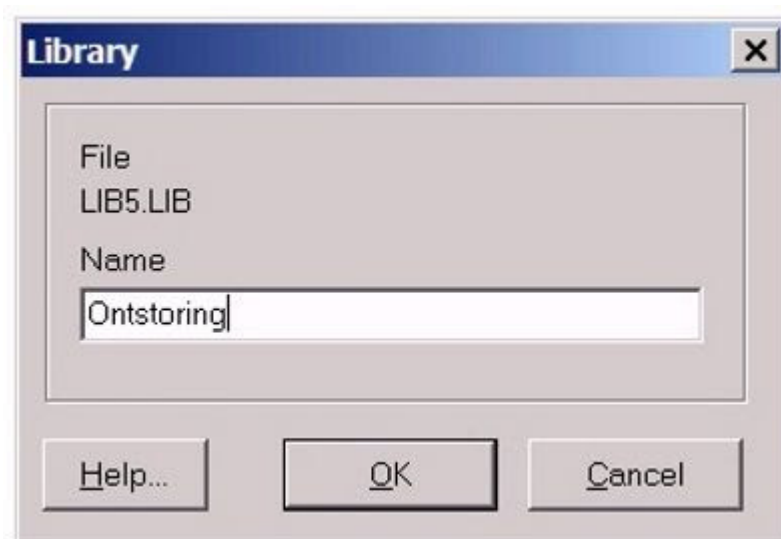 Library
File
LIB5.LIB
Name
Ontstoring
Help... OK Cancel